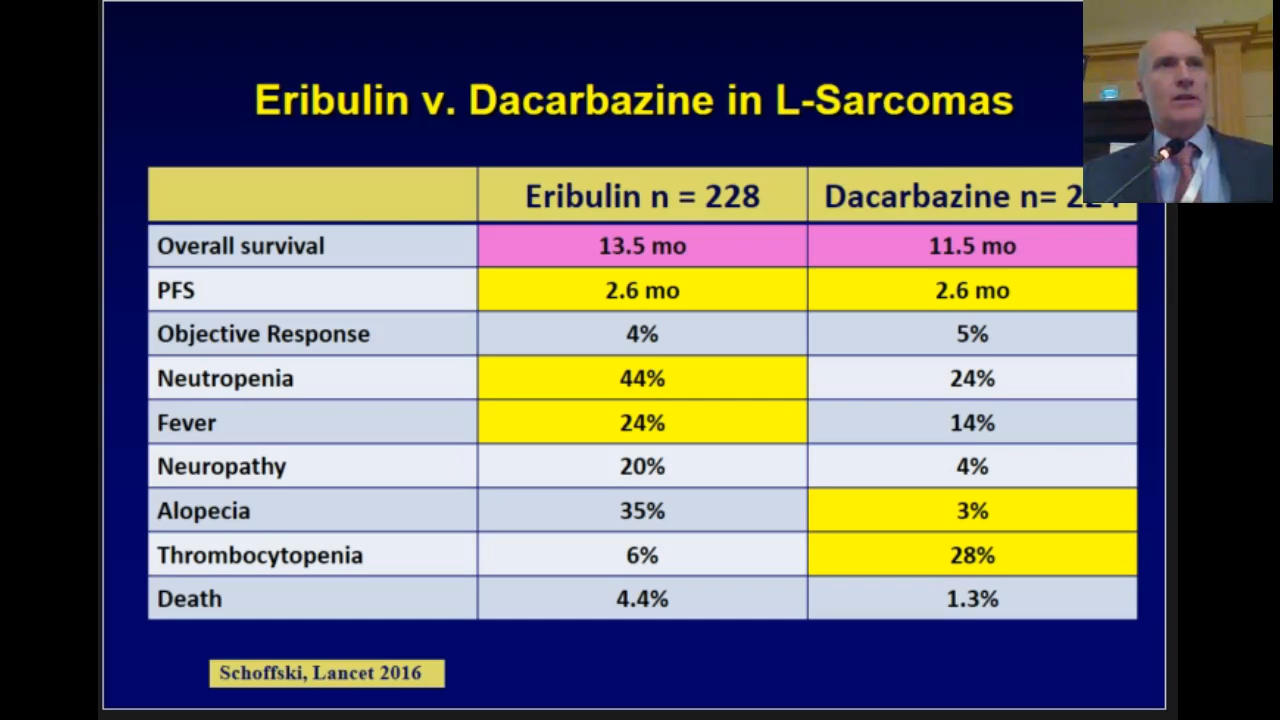 Eribulin v. Dacarbazine in L-Sarcomas
Eribulin n = 228 Dacarbazine n=
Overall survival 13.5 mo 11.5 mo
PFS 2.6 mo 2.6 mo
Objective Response 4% 5%
Neutropenia 44% 24%
Fever 24% 14%
Neuropathy 20% 4%
Alopecia 35% 3%
Thrombocytopenia 6% 28%
Death 4.4% 1.3%
Schoffski, Lancet 2016